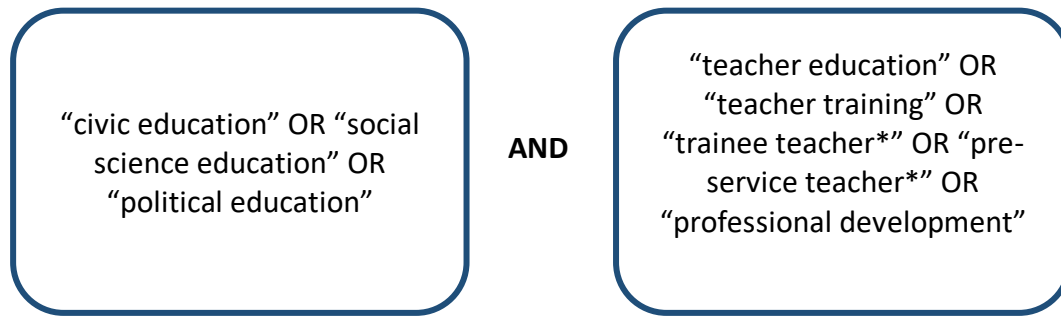 “civic education” OR “social
science education” OR
“political education”
AND
“teacher education” OR
“teacher training” OR
“trainee teacher*” OR “pre-
service teacher*” OR
“professional development”